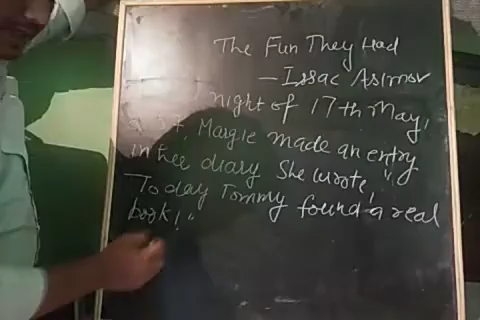 The Fun They Had
— Issac Asimov
night of 17th May,
Margie made an entry
in hee diary She wrote,
"Today Tommy found a real
book!"